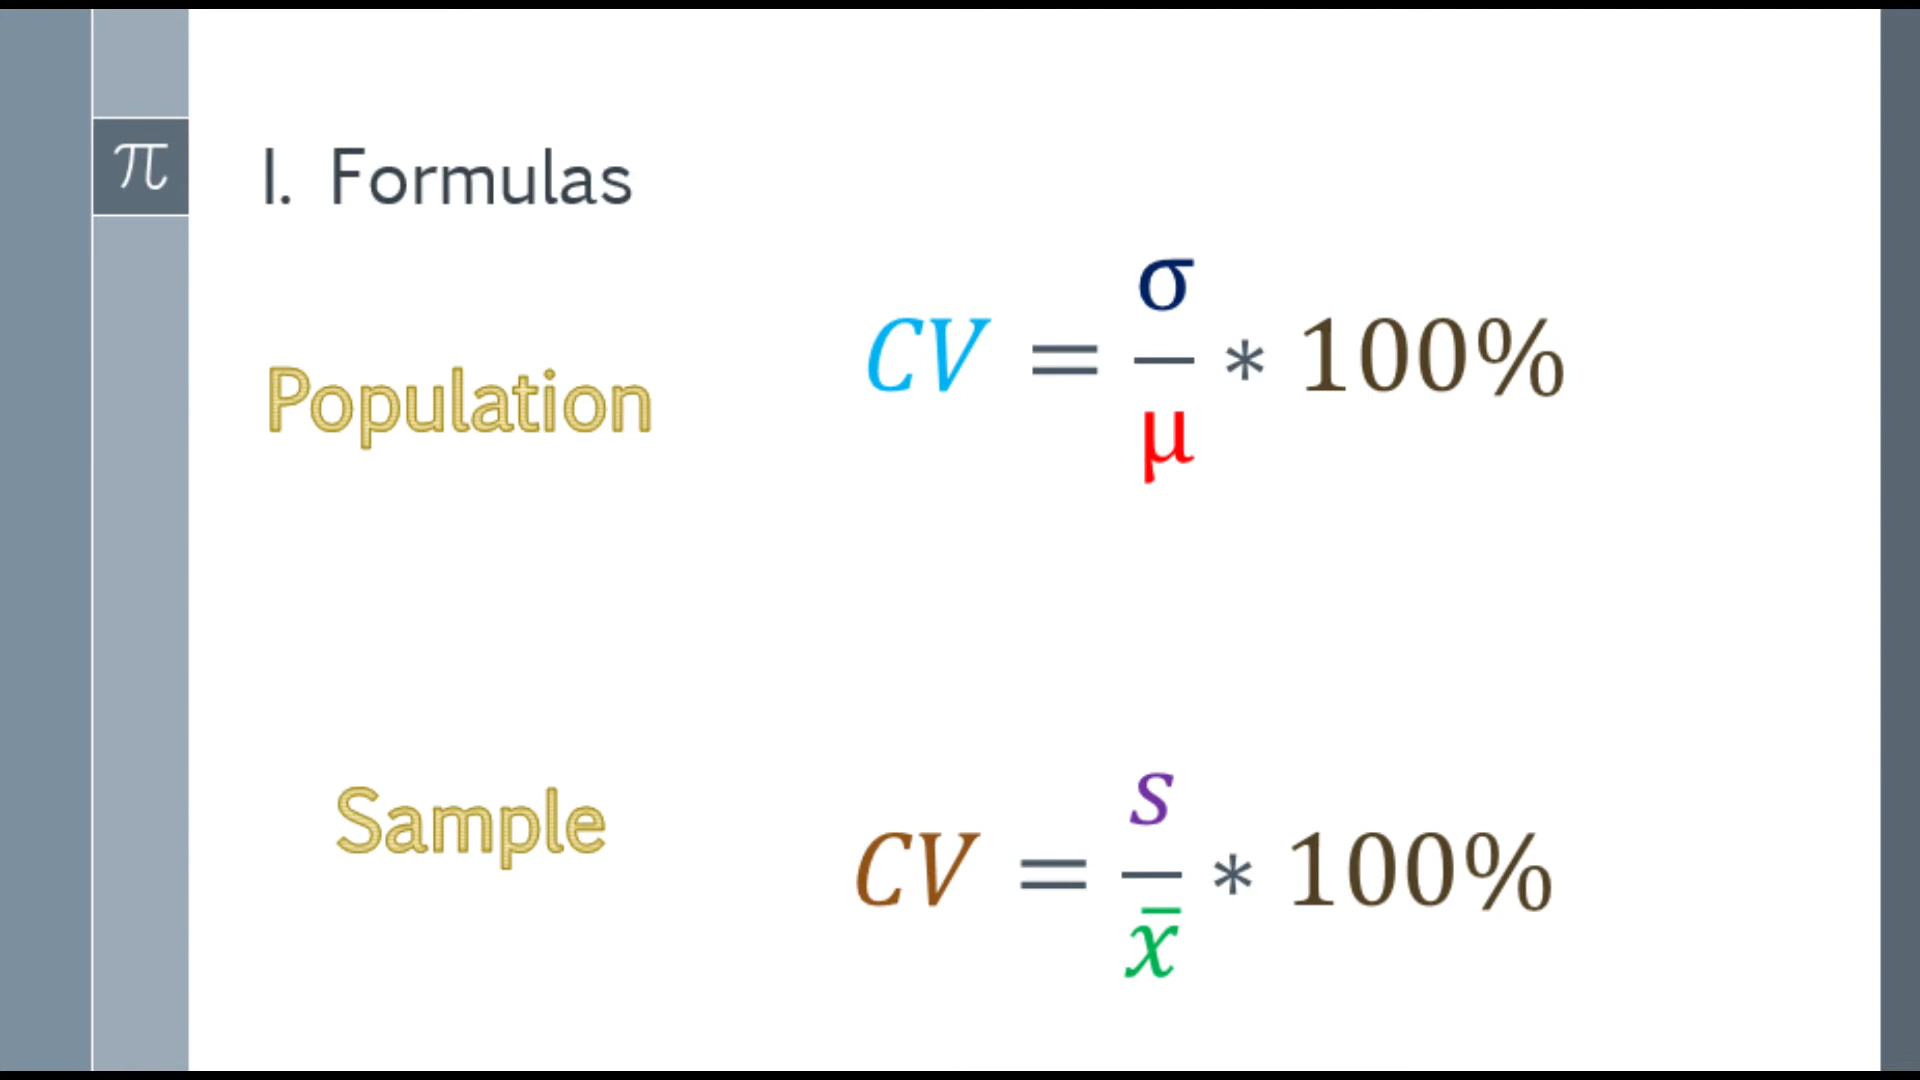 π
I. Formulas
Population
CV = σ/μ * 100%
Sample
CV = s/x̄ * 100%